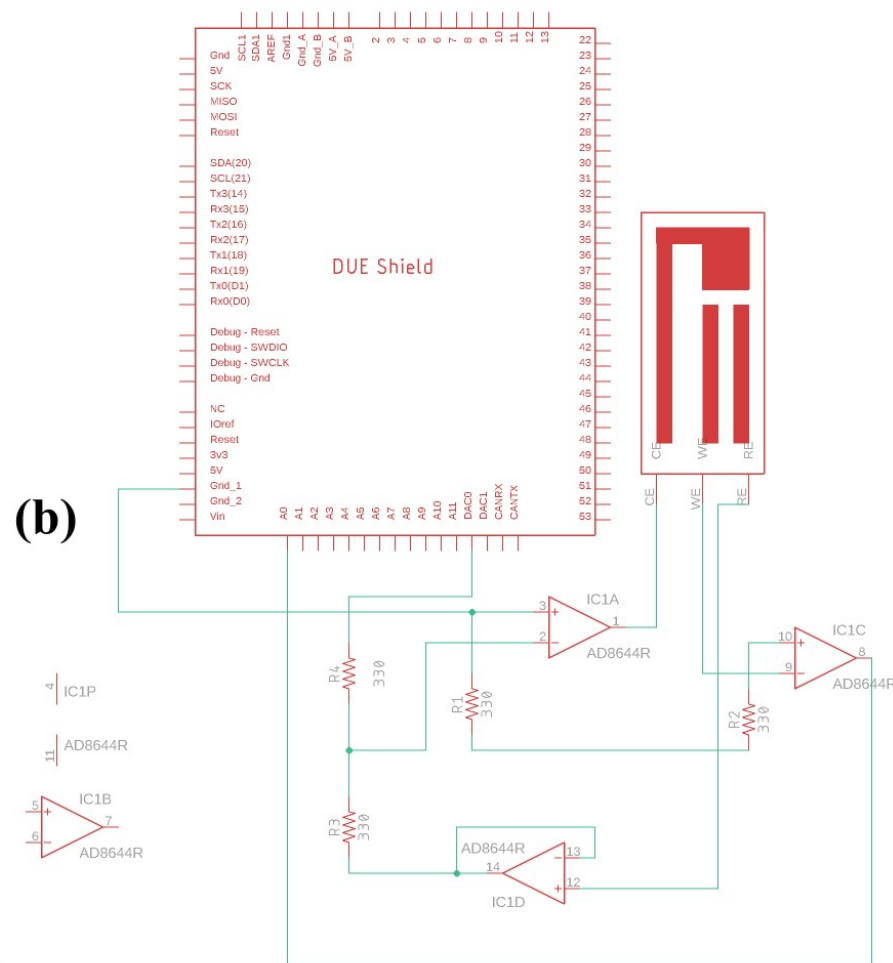 SCL1
SDA1
AREF
Gnd1
Gnd_A
Gnd_B
5V_A
5V_B
2
3
4
5
6
7
8
9
10
11
12
13
Gnd
5V
SCK
MISO
MOSI
Reset
SDA(20)
SCL(21)
Tx3(14)
Rx3(15)
Tx2(16)
Rx2(17)
Tx1(18)
Rx1(19)
Tx0(D1)
Rx0(D0)
Debug - Reset
Debug - SWDIO
Debug - SWCLK
Debug - Gnd
NC
IOref
Reset
3v3
5V
Gnd_1
Gnd_2
Vin
DUE Shield
22
23
24
25
26
27
28
29
30
31
32
33
34
35
36
37
38
39
40
41
42
43
44
45
46
47
48
49
50
51
52
53
A0
A1
A2
A3
A4
A5
A6
A7
A8
A9
A10
A11
DAC0
DAC1
CANRX
CANTX
CE
WE
RE
CE
WE
RE
(b)
3
+
2
-
1
IC1A
AD8644R
10
+
9
-
8
IC1C
AD8644R
R4
330
R1
330
R2
330
R3
330
4
IC1P
11
AD8644R
IC1B
5
+
6
-
7
AD8644R
AD8644R
14
-
13
+
12
IC1D